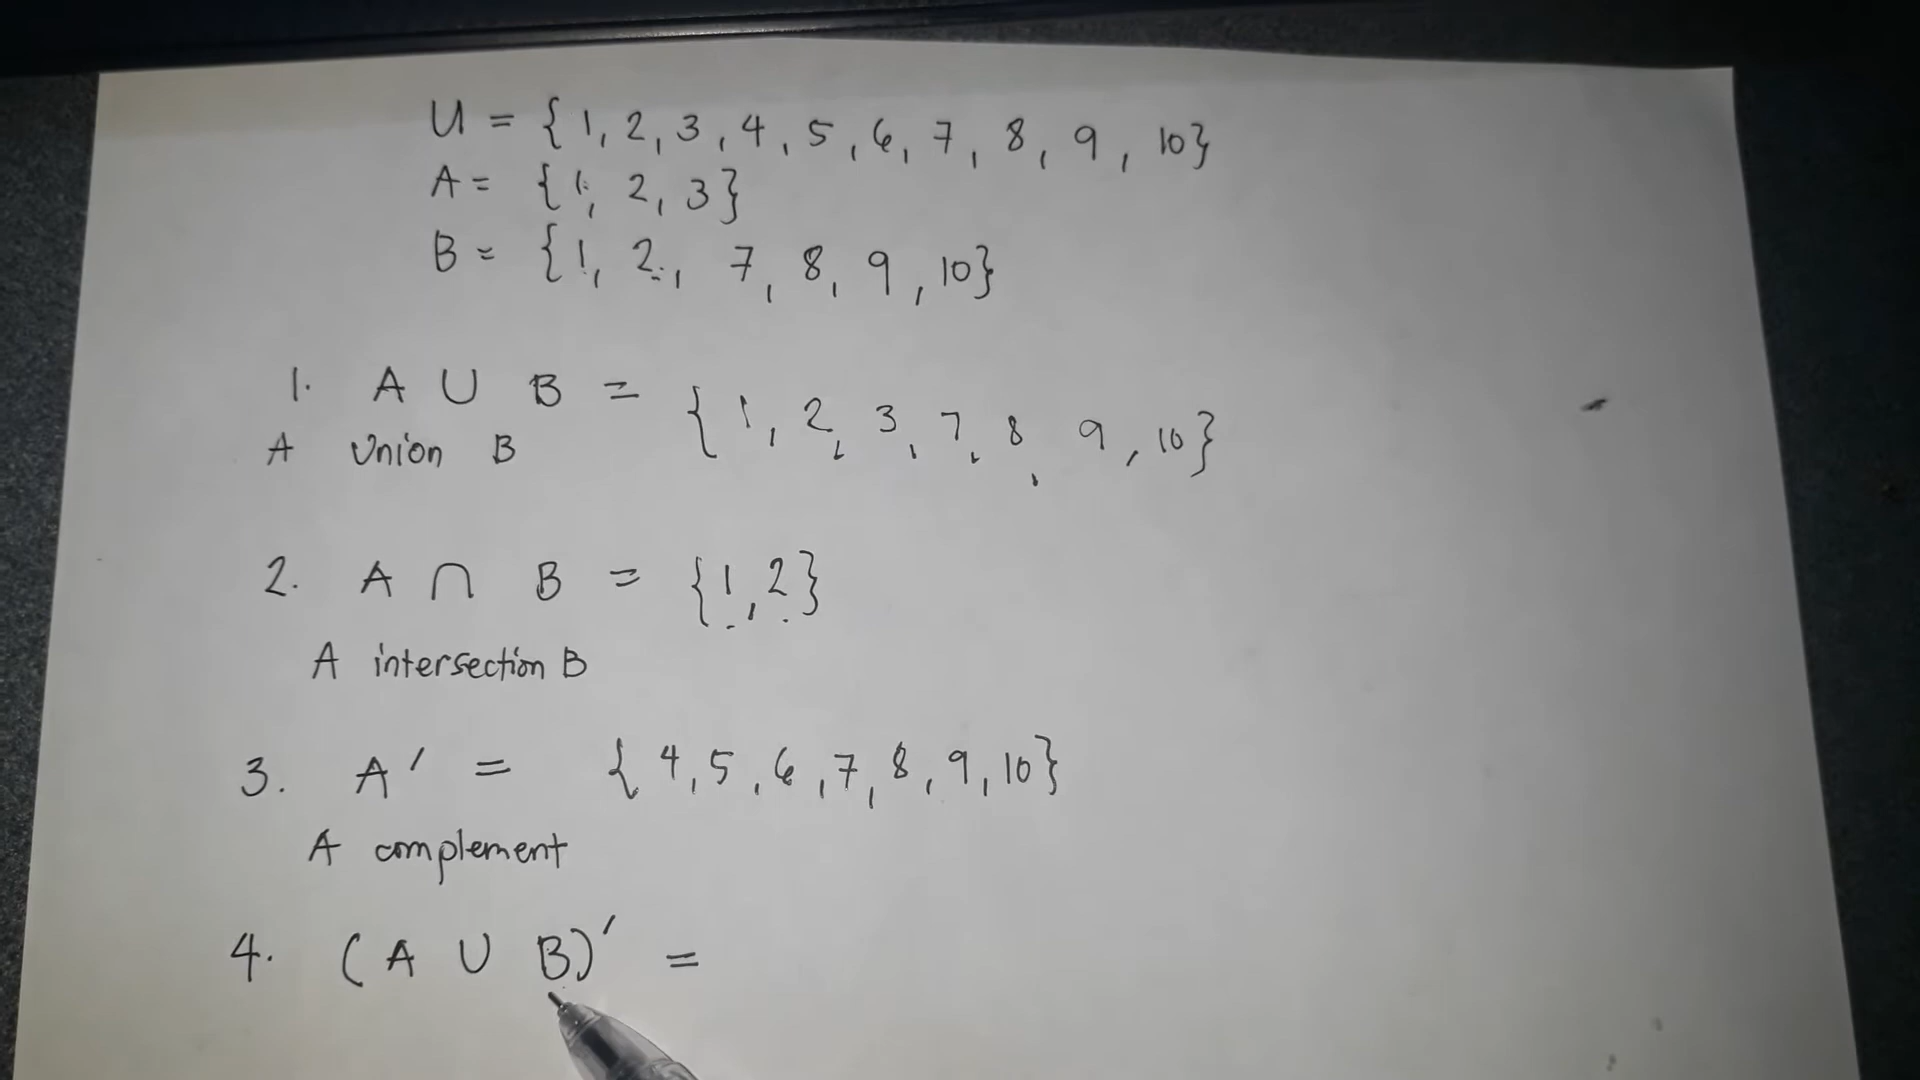 U = { 1, 2, 3, 4, 5, 6, 7, 8, 9, 10}
A = { 1, 2, 3}
B = { 1, 2, 7, 8, 9, 10}
1. A ∪ B = { 1, 2, 3, 7, 8, 9, 10}
A Union B
2. A ∩ B = {1, 2}
A intersection B
3. A' = { 4, 5, 6, 7, 8, 9, 10}
A complement
4. (A ∪ B)' =